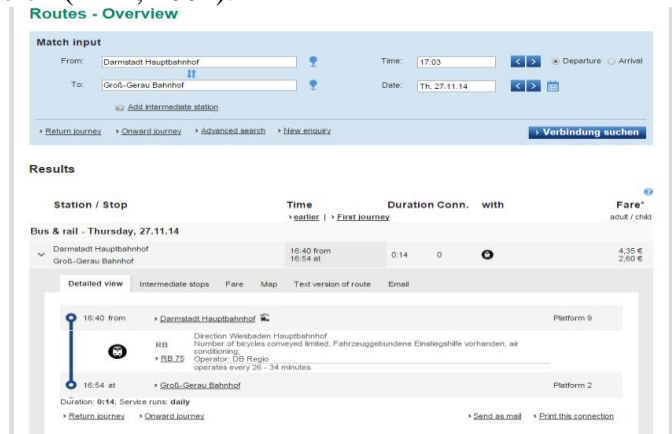 Routes - Overview
Match input
From: Darmstadt Hauptbahnhof Time: 17:03 < > Departure Arrival
To: Groß-Gerau Bahnhof Date: Th, 27.11.14 < >
Add intermediate station
Return journey Onward journey Advanced search New enquiry Verbindung suchen
Results
Station / Stop Time Duration Conn. with Fare*
earlier | First journey adult / child
Bus & rail - Thursday, 27.11.14
Darmstadt Hauptbahnhof 16:40 from 0:14 0 4,35 €
Groß-Gerau Bahnhof 16:54 at 2,60 €
Detailed view Intermediate stops Fare Map Text version of route Email
16:40 from Darmstadt Hauptbahnhof Platform 9
Direction Wiesbaden Hauptbahnhof
RB Number of bicycles conveyed limited, Fahrzeuggebundene Einstiegshilfe vorhanden, air
conditioning;
RB 75 Operator: DB Regio
operates every 26 - 34 minutes.
16:54 at Groß-Gerau Bahnhof Platform 2
Duration: 0:14; Service runs: daily
Return journey Onward journey Send as mail Print this connection